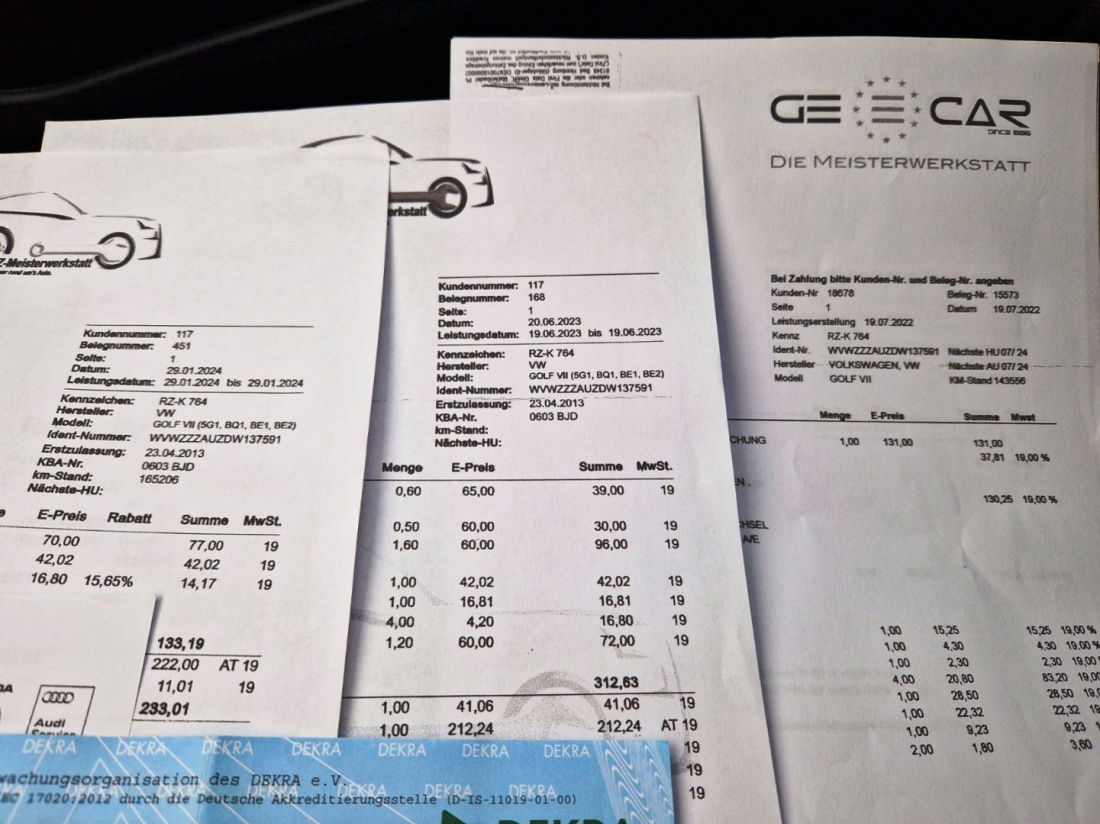 GE CAR
SINCE 1986
DIE MEISTERWERKSTATT
Bei Zahlung bitte Kunden-Nr. und Beleg-Nr. angeben
Kunden-Nr 18678 Beleg-Nr. 15573
Seite 1 Datum 19.07.2022
Leistungserstellung 19.07.2022
Kennz RZ-K 764
Ident-Nr. WVWZZZAUZDW137591 Nächste HU 07/ 24
Hersteller VOLKSWAGEN, VW Nächste AU 07/ 24
Modell GOLF VII KM-Stand 143556
Menge E-Preis Summe Mwst
CHUNG 1,00 131,00 131,00
37,81 19,00 %
EN .
130,25 19,00 %
HSEL
A/E
1,00 15,25 15,25 19,00 %
1,00 4,30 4,30 19,00 %
1,00 2,30 2,30 19,00
4,00 20,80 83,20 19,00
1,00 28,50 28,50 19,00
1,00 22,32 22,32 19
1,00 9,23 9,23
2,00 1,80 3,60
rkstatt
Kundennummer: 117
Belegnummer: 168
Seite: 1
Datum: 20.06.2023
Leistungsdatum: 19.06.2023 bis 19.06.2023
Kennzeichen: RZ-K 764
Hersteller: VW
Modell: GOLF VII (5G1, BQ1, BE1, BE2)
Ident-Nummer: WVWZZZAUZDW137591
Erstzulassung: 23.04.2013
KBA-Nr. 0603 BJD
km-Stand:
Nächste-HU:
Menge E-Preis Summe MwSt.
0,60 65,00 39,00 19
0,50 60,00 30,00 19
1,60 60,00 96,00 19
1,00 42,02 42,02 19
1,00 16,81 16,81 19
4,00 4,20 16,80 19
1,20 60,00 72,00 19
312,63
1,00 41,06 41,06 19
1,00 212,24 212,24 AT 19
19
19
19
Z-Meisterwerkstatt
er rund um's Auto.
Kundennummer: 117
Belegnummer: 451
Seite: 1
Datum: 29.01.2024
Leistungsdatum: 29.01.2024 bis 29.01.2024
Kennzeichen: RZ-K 764
Hersteller: VW
Modell: GOLF VII (5G1, BQ1, BE1, BE2)
Ident-Nummer: WVWZZZAUZDW137591
Erstzulassung: 23.04.2013
KBA-Nr. 0603 BJD
km-Stand: 165206
Nächste-HU:
e E-Preis Rabatt Summe MwSt.
70,00 77,00 19
42,02 42,02 19
16,80 15,65% 14,17 19
133,19
222,00 AT 19
11,01 19
233,01
DA
Audi
Service
DEKRA DEKRA DEKRA DEKRA DEKRA DEKRA
wachungsorganisation des DEKRA e.V.
EC 17020:2012 durch die Deutsche Akkreditierungsstelle (D-IS-11019-01-00)
DEKRA